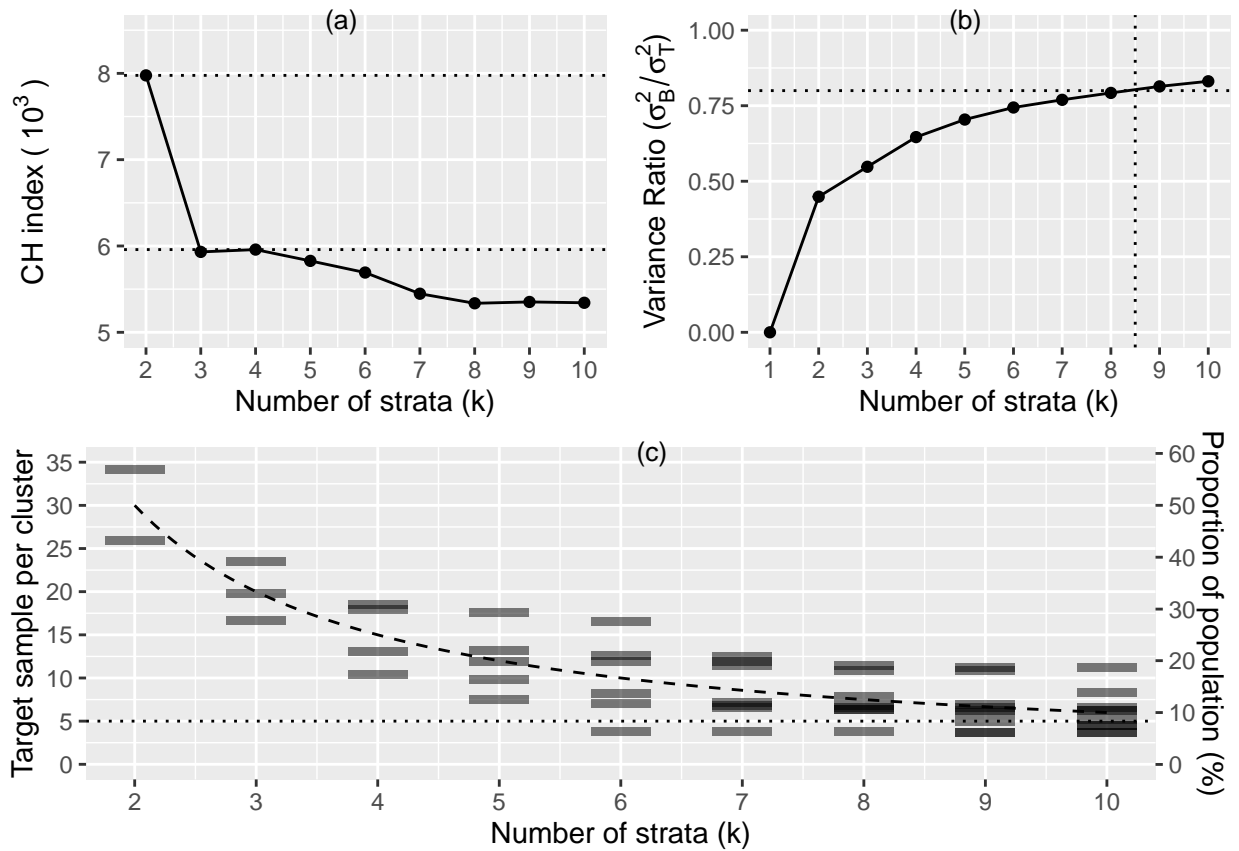 (a)
CH index ( 10³ )
8
7
6
5
2 3 4 5 6 7 8 9 10
Number of strata (k)
(b)
Variance Ratio (σ²_B/σ²_T)
1.00
0.75
0.50
0.25
0.00
1 2 3 4 5 6 7 8 9 10
Number of strata (k)
(c)
Target sample per cluster
35
30
25
20
15
10
5
0
Proportion of population (%)
60
50
40
30
20
10
0
2 3 4 5 6 7 8 9 10
Number of strata (k)